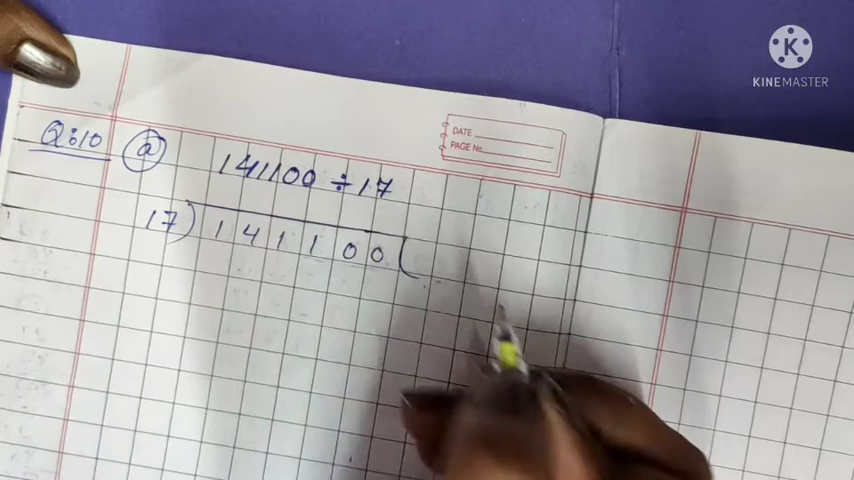 K
KINEMASTER
DATE
PAGE No.
Q:10 a 141100 ÷ 17
17) 141100 (